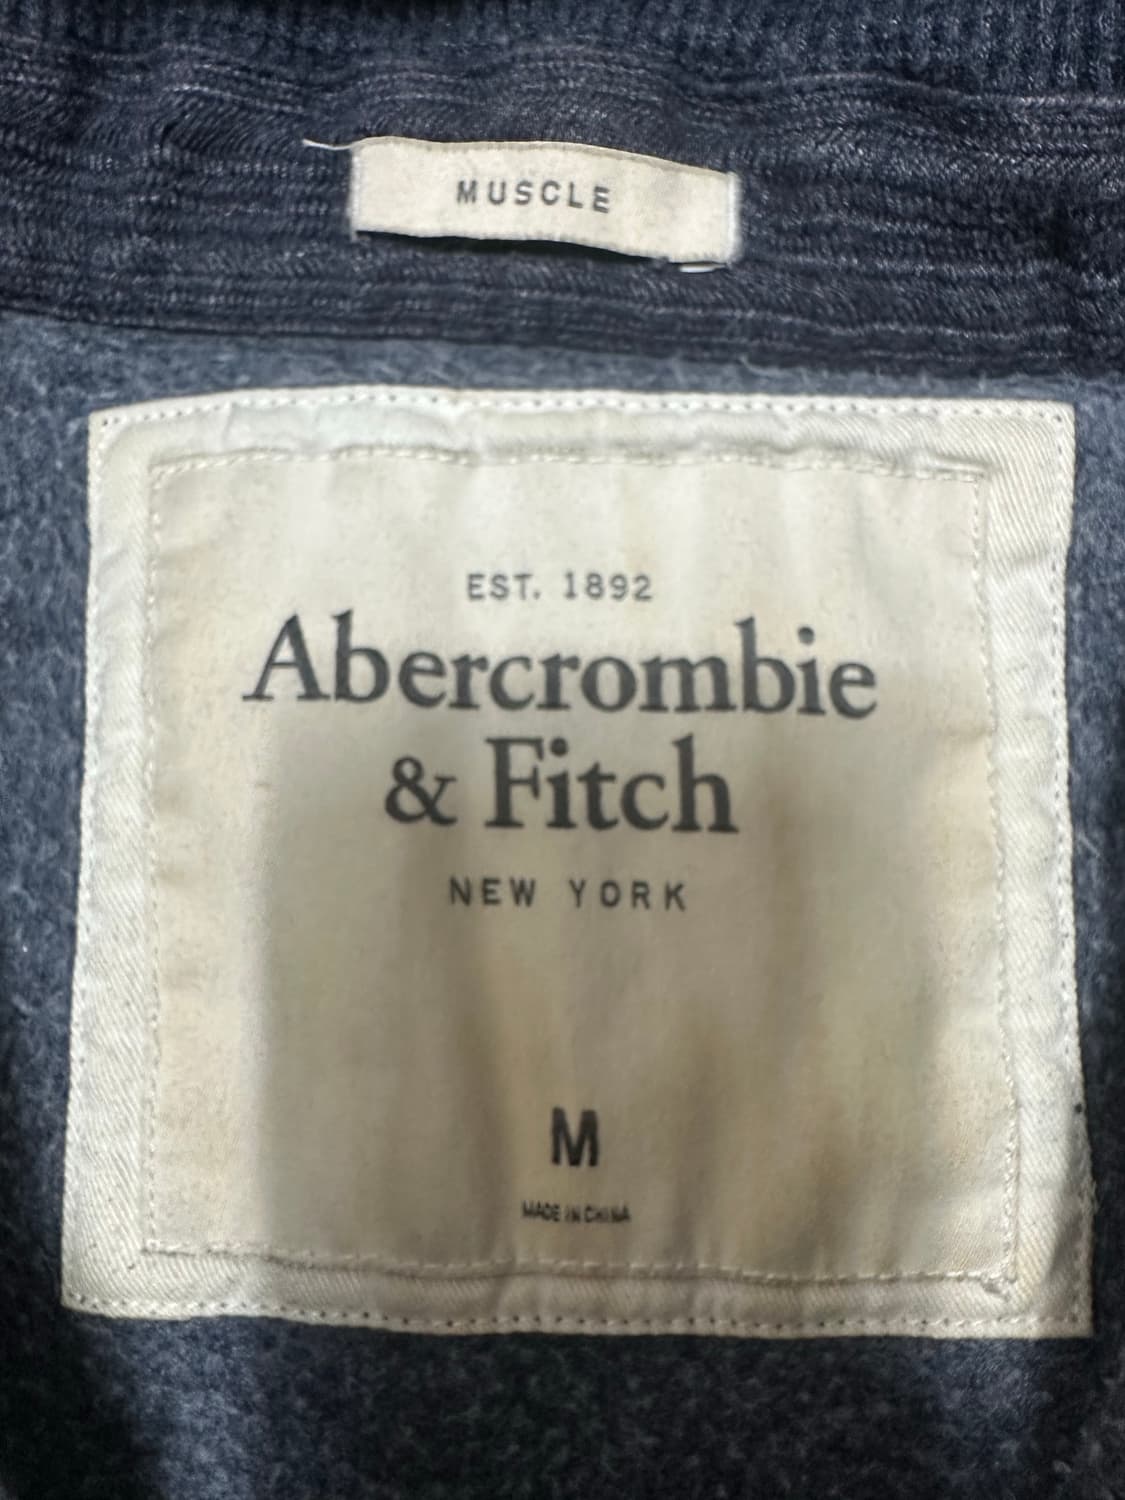 MUSCLE
EST. 1892
Abercrombie
& Fitch
NEW YORK
M
MADE IN CHINA